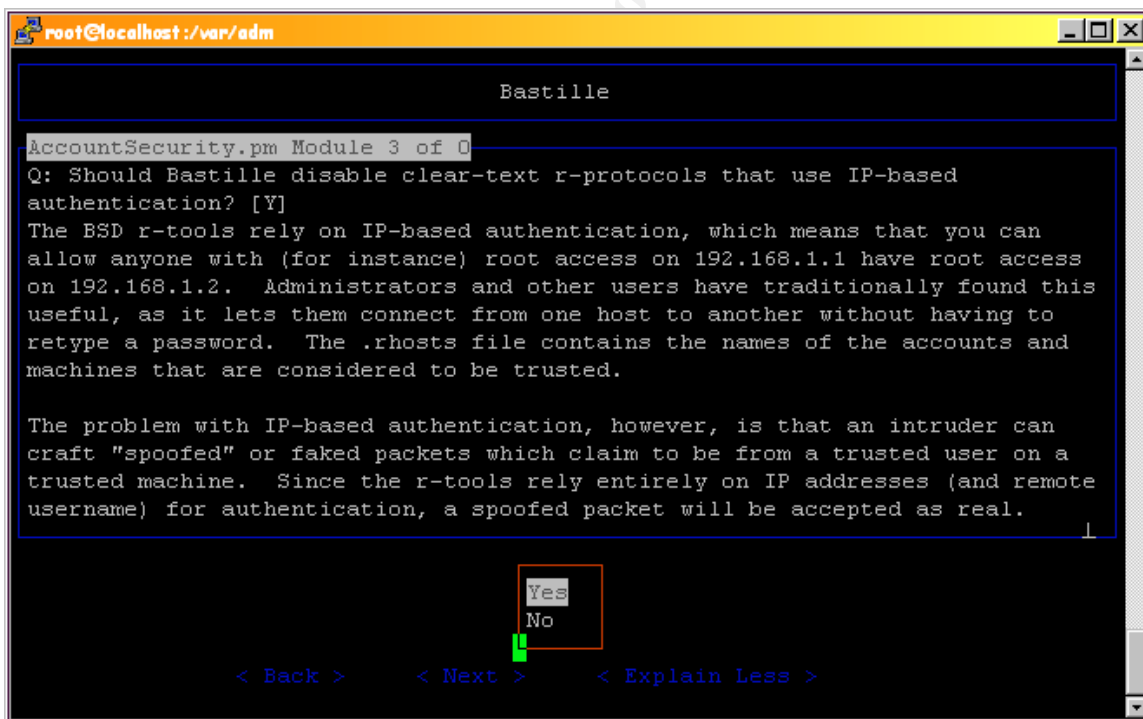 root@localhost:/var/adm
Bastille
AccountSecurity.pm Module 3 of 0
Q: Should Bastille disable clear-text r-protocols that use IP-based
authentication? [Y]
The BSD r-tools rely on IP-based authentication, which means that you can
allow anyone with (for instance) root access on 192.168.1.1 have root access
on 192.168.1.2.  Administrators and other users have traditionally found this
useful, as it lets them connect from one host to another without having to
retype a password.  The .rhosts file contains the names of the accounts and
machines that are considered to be trusted.
The problem with IP-based authentication, however, is that an intruder can
craft "spoofed" or faked packets which claim to be from a trusted user on a
trusted machine.  Since the r-tools rely entirely on IP addresses (and remote
username) for authentication, a spoofed packet will be accepted as real.
Yes
No
< Back > < Next > < Explain Less >